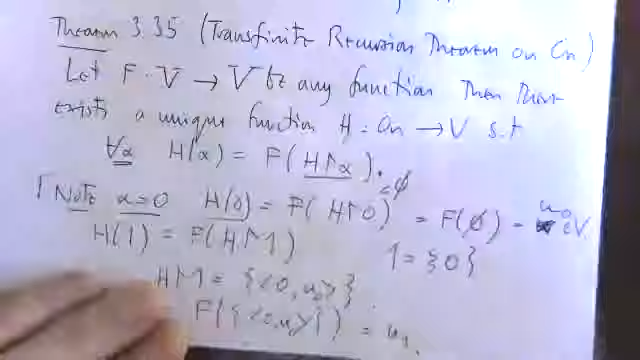 Theorem 3.35 (Transfinite Recursion Theorem on On)
Let F : V → V be any function Then there
exists a unique function H : On → V s.t
∀α H(α) = F(H↾α).
Note α=0 H(0) = F(H↾0) = F(∅) = u₀ ∈ V.
=∅
H(1) = F(H↾1) 1 = {0}
H↾1 = {<0,u₀>}.
F({<0,u₀>}) = u₁.